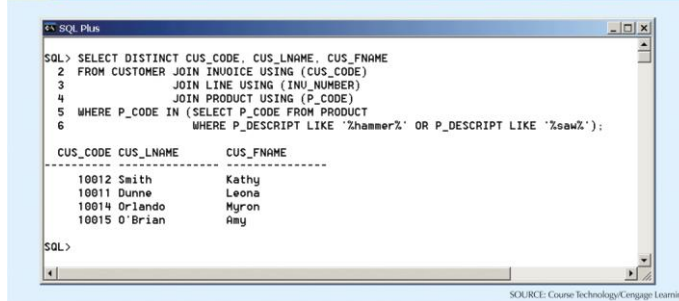 SQL Plus
SQL> SELECT DISTINCT CUS_CODE, CUS_LNAME, CUS_FNAME
2 FROM CUSTOMER JOIN INVOICE USING (CUS_CODE)
3 JOIN LINE USING (INV_NUMBER)
4 JOIN PRODUCT USING (P_CODE)
5 WHERE P_CODE IN (SELECT P_CODE FROM PRODUCT
6 WHERE P_DESCRIPT LIKE '%hammer%' OR P_DESCRIPT LIKE '%saw%');
CUS_CODE CUS_LNAME CUS_FNAME
---------- --------------- ---------------
10012 Smith Kathy
10011 Dunne Leona
10014 Orlando Myron
10015 O'Brian Amy
SQL>
SOURCE: Course Technology/Cengage Learnin